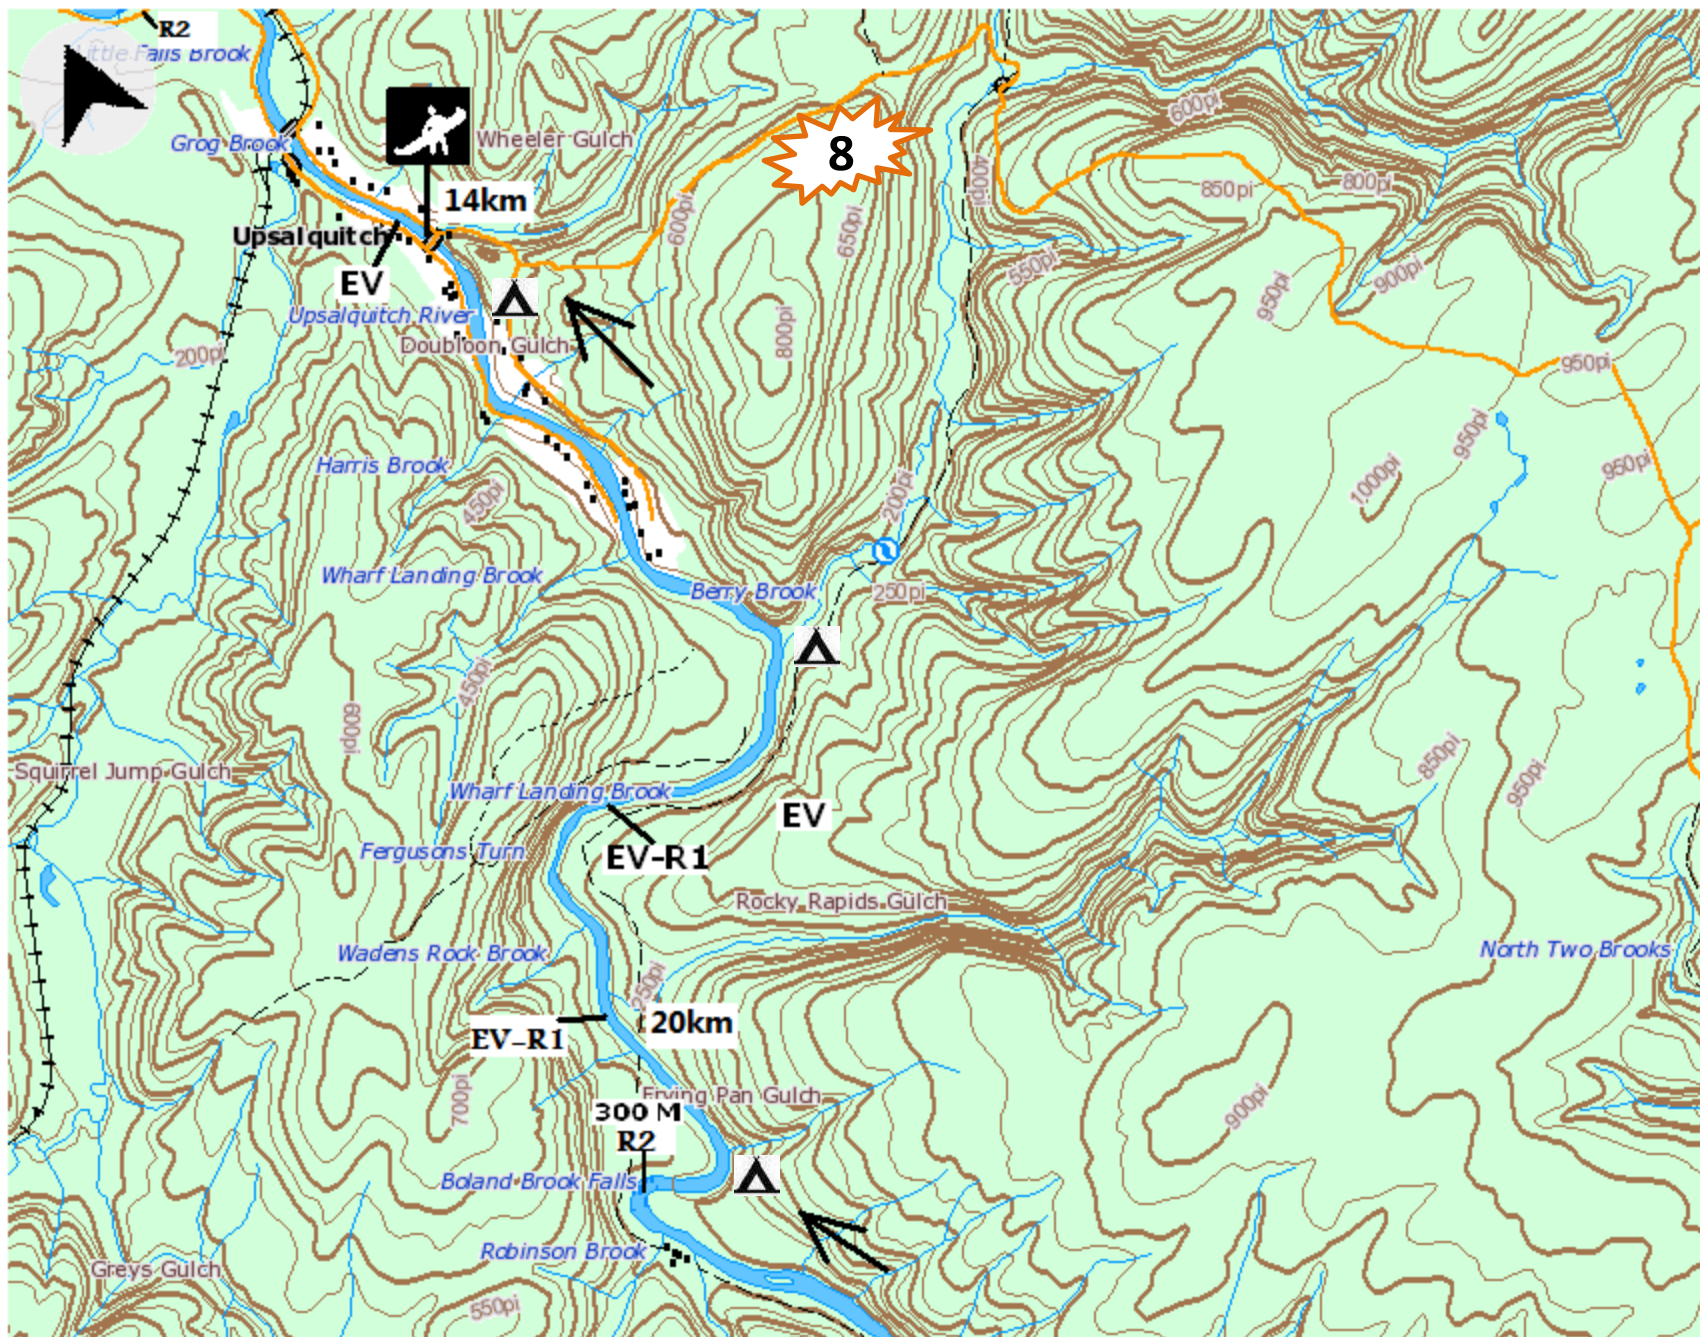 R2
Little Falls Brook
Grog Brook
Wheeler Gulch
8
600pi
14km
400pi
850pi
800pi
Upsalquitch
600pi
650pi
EV
550pi
950pi
900pi
Upsalquitch River
800pi
Doubloon Gulch
200pi
950pi
950pi
Harris Brook
1000pi
950pi
450pi
200pi
Wharf Landing Brook
Berry Brook
250pi
450pi
600pi
Squirrel Jump Gulch
850pi
950pi
Wharf Landing Brook
EV
Fergusons Turn
EV-R1
Rocky Rapids Gulch
Wadens Rock Brook
North Two Brooks
250pi
EV-R1
20km
Frying Pan Gulch
700pi
300 M
R2
900pi
Boland Brook Falls
Robinson Brook
Greys Gulch
550pi